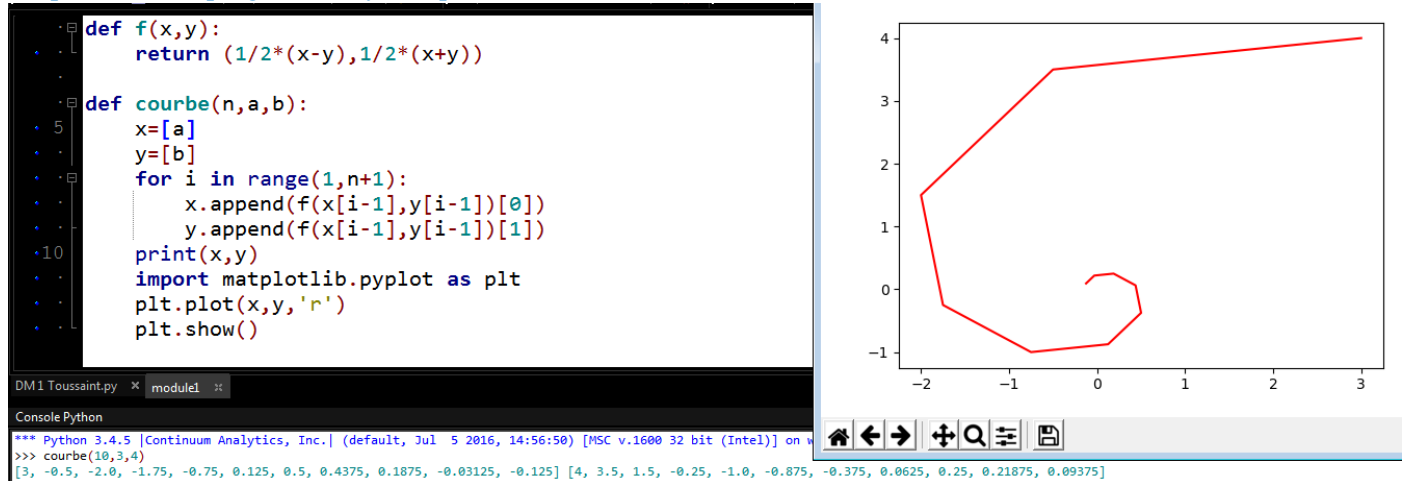 def f(x,y):
return (1/2*(x-y),1/2*(x+y))
def courbe(n,a,b):
5 x=[a]
y=[b]
for i in range(1,n+1):
x.append(f(x[i-1],y[i-1])[0])
y.append(f(x[i-1],y[i-1])[1])
10 print(x,y)
import matplotlib.pyplot as plt
plt.plot(x,y,'r')
plt.show()
4
3
2
1
0
−1
−2 −1 0 1 2 3
DM1 Toussaint.py × module1
Console Python
*** Python 3.4.5 |Continuum Analytics, Inc.| (default, Jul 5 2016, 14:56:50) [MSC v.1600 32 bit (Intel)] on
>>> courbe(10,3,4)
[3, -0.5, -2.0, -1.75, -0.75, 0.125, 0.5, 0.4375, 0.1875, -0.03125, -0.125] [4, 3.5, 1.5, -0.25, -1.0, -0.875, -0.375, 0.0625, 0.25, 0.21875, 0.09375]